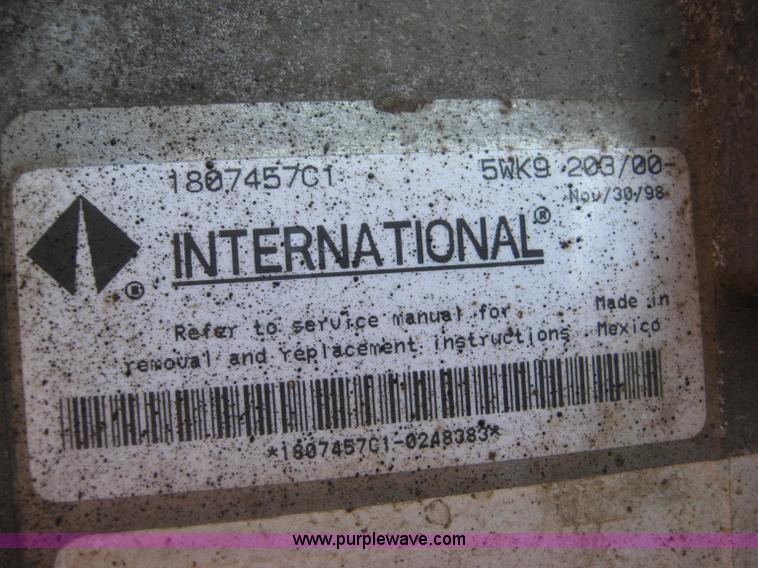 1807457C1 5WK9 203/00-
Nov/30/98
INTERNATIONAL®
®
Refer to service manual for
removal and replacement instructions
Made in
Mexico
*1807457C1-02A8383*
www.purplewave.com